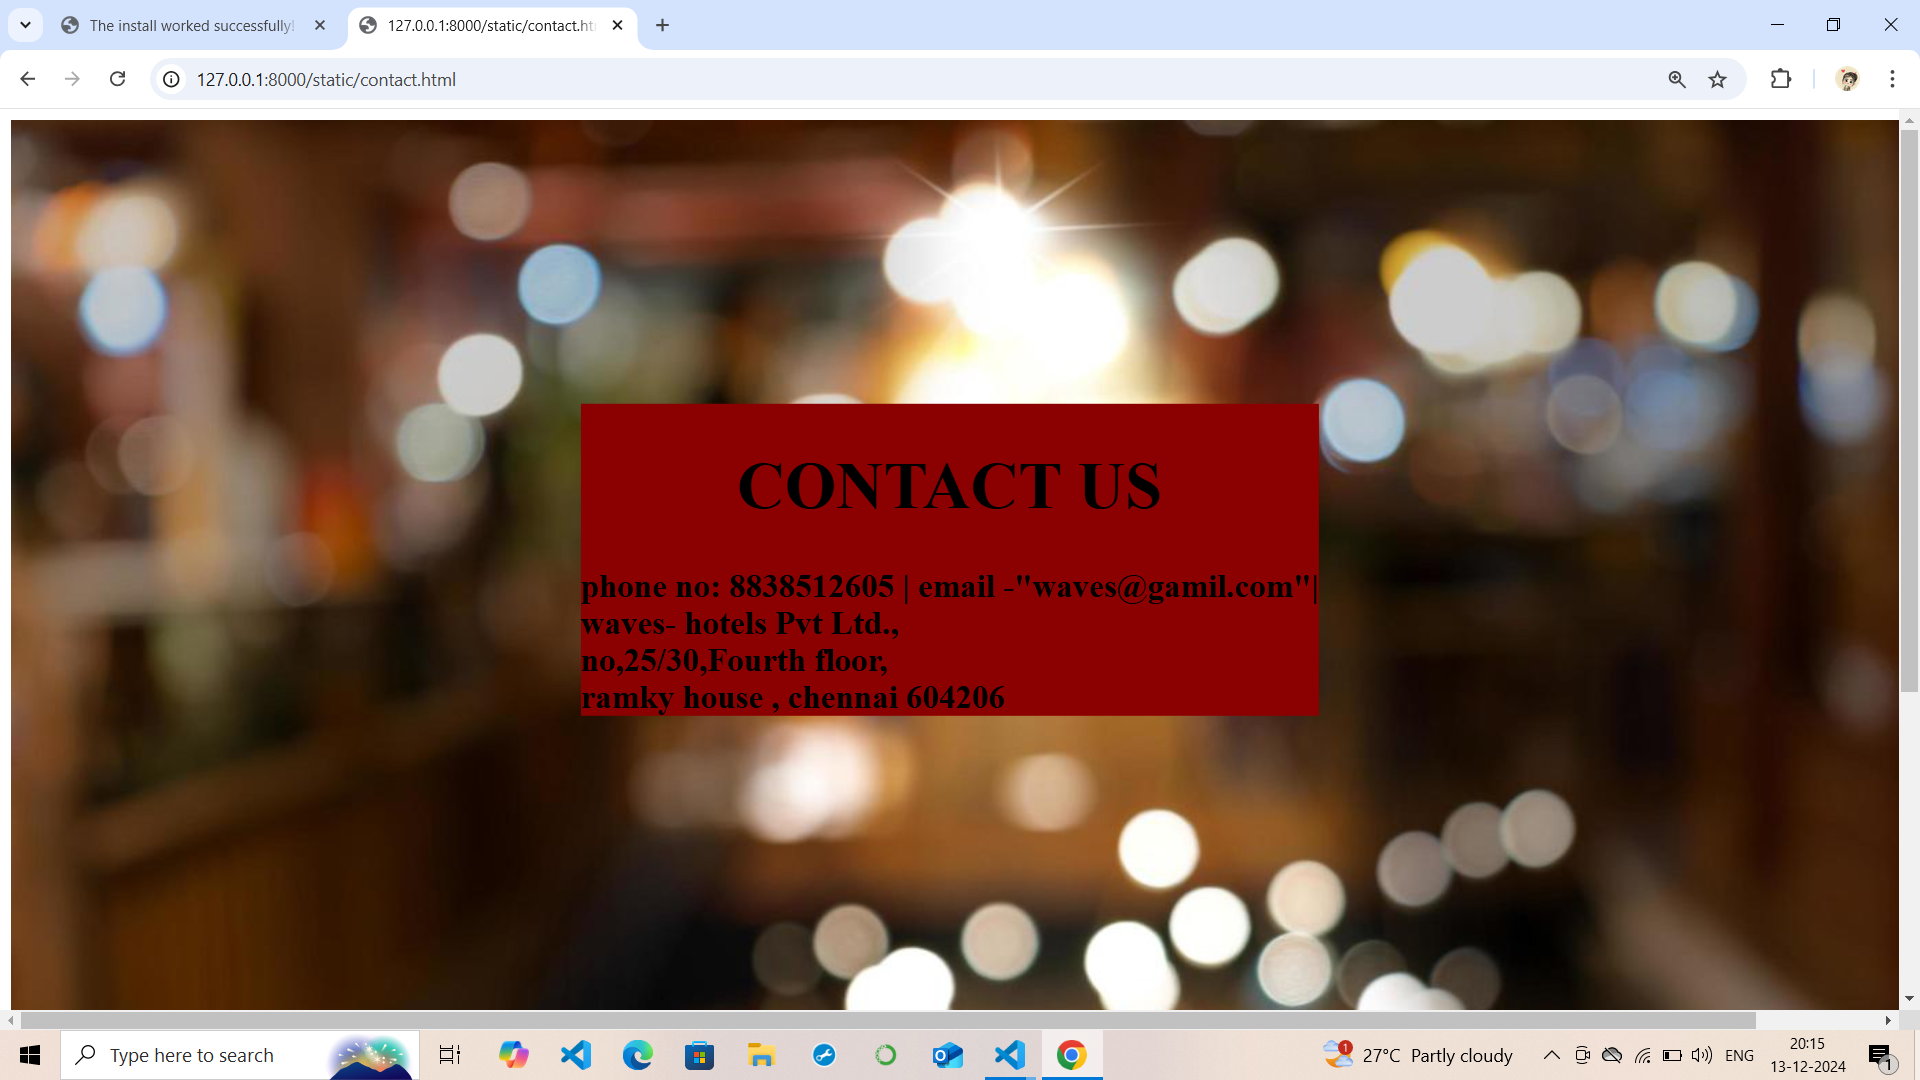 The install worked successfully!
127.0.0.1:8000/static/contact.ht
127.0.0.1:8000/static/contact.html
CONTACT US
phone no: 8838512605 | email -"waves@gamil.com"|
waves- hotels Pvt Ltd.,
no,25/30,Fourth floor,
ramky house , chennai 604206
Type here to search
1
27°C Partly cloudy
ENG
20:15
13-12-2024
1